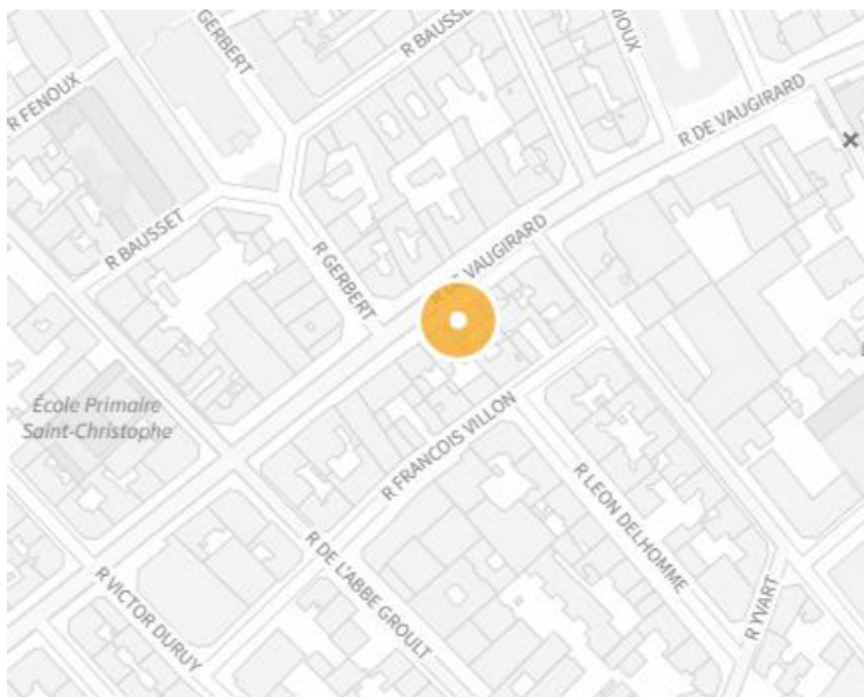 R GERBERT
R BAUSSET
R FENOUX
R DE VAUGIRARD
R BAUSSET
R GERBERT
R DE VAUGIRARD
École Primaire
Saint-Christophe
R FRANCOIS VILLON
R LEON DELHOMME
R DE L'ABBE GROULT
R VICTOR DURUY
R YVART